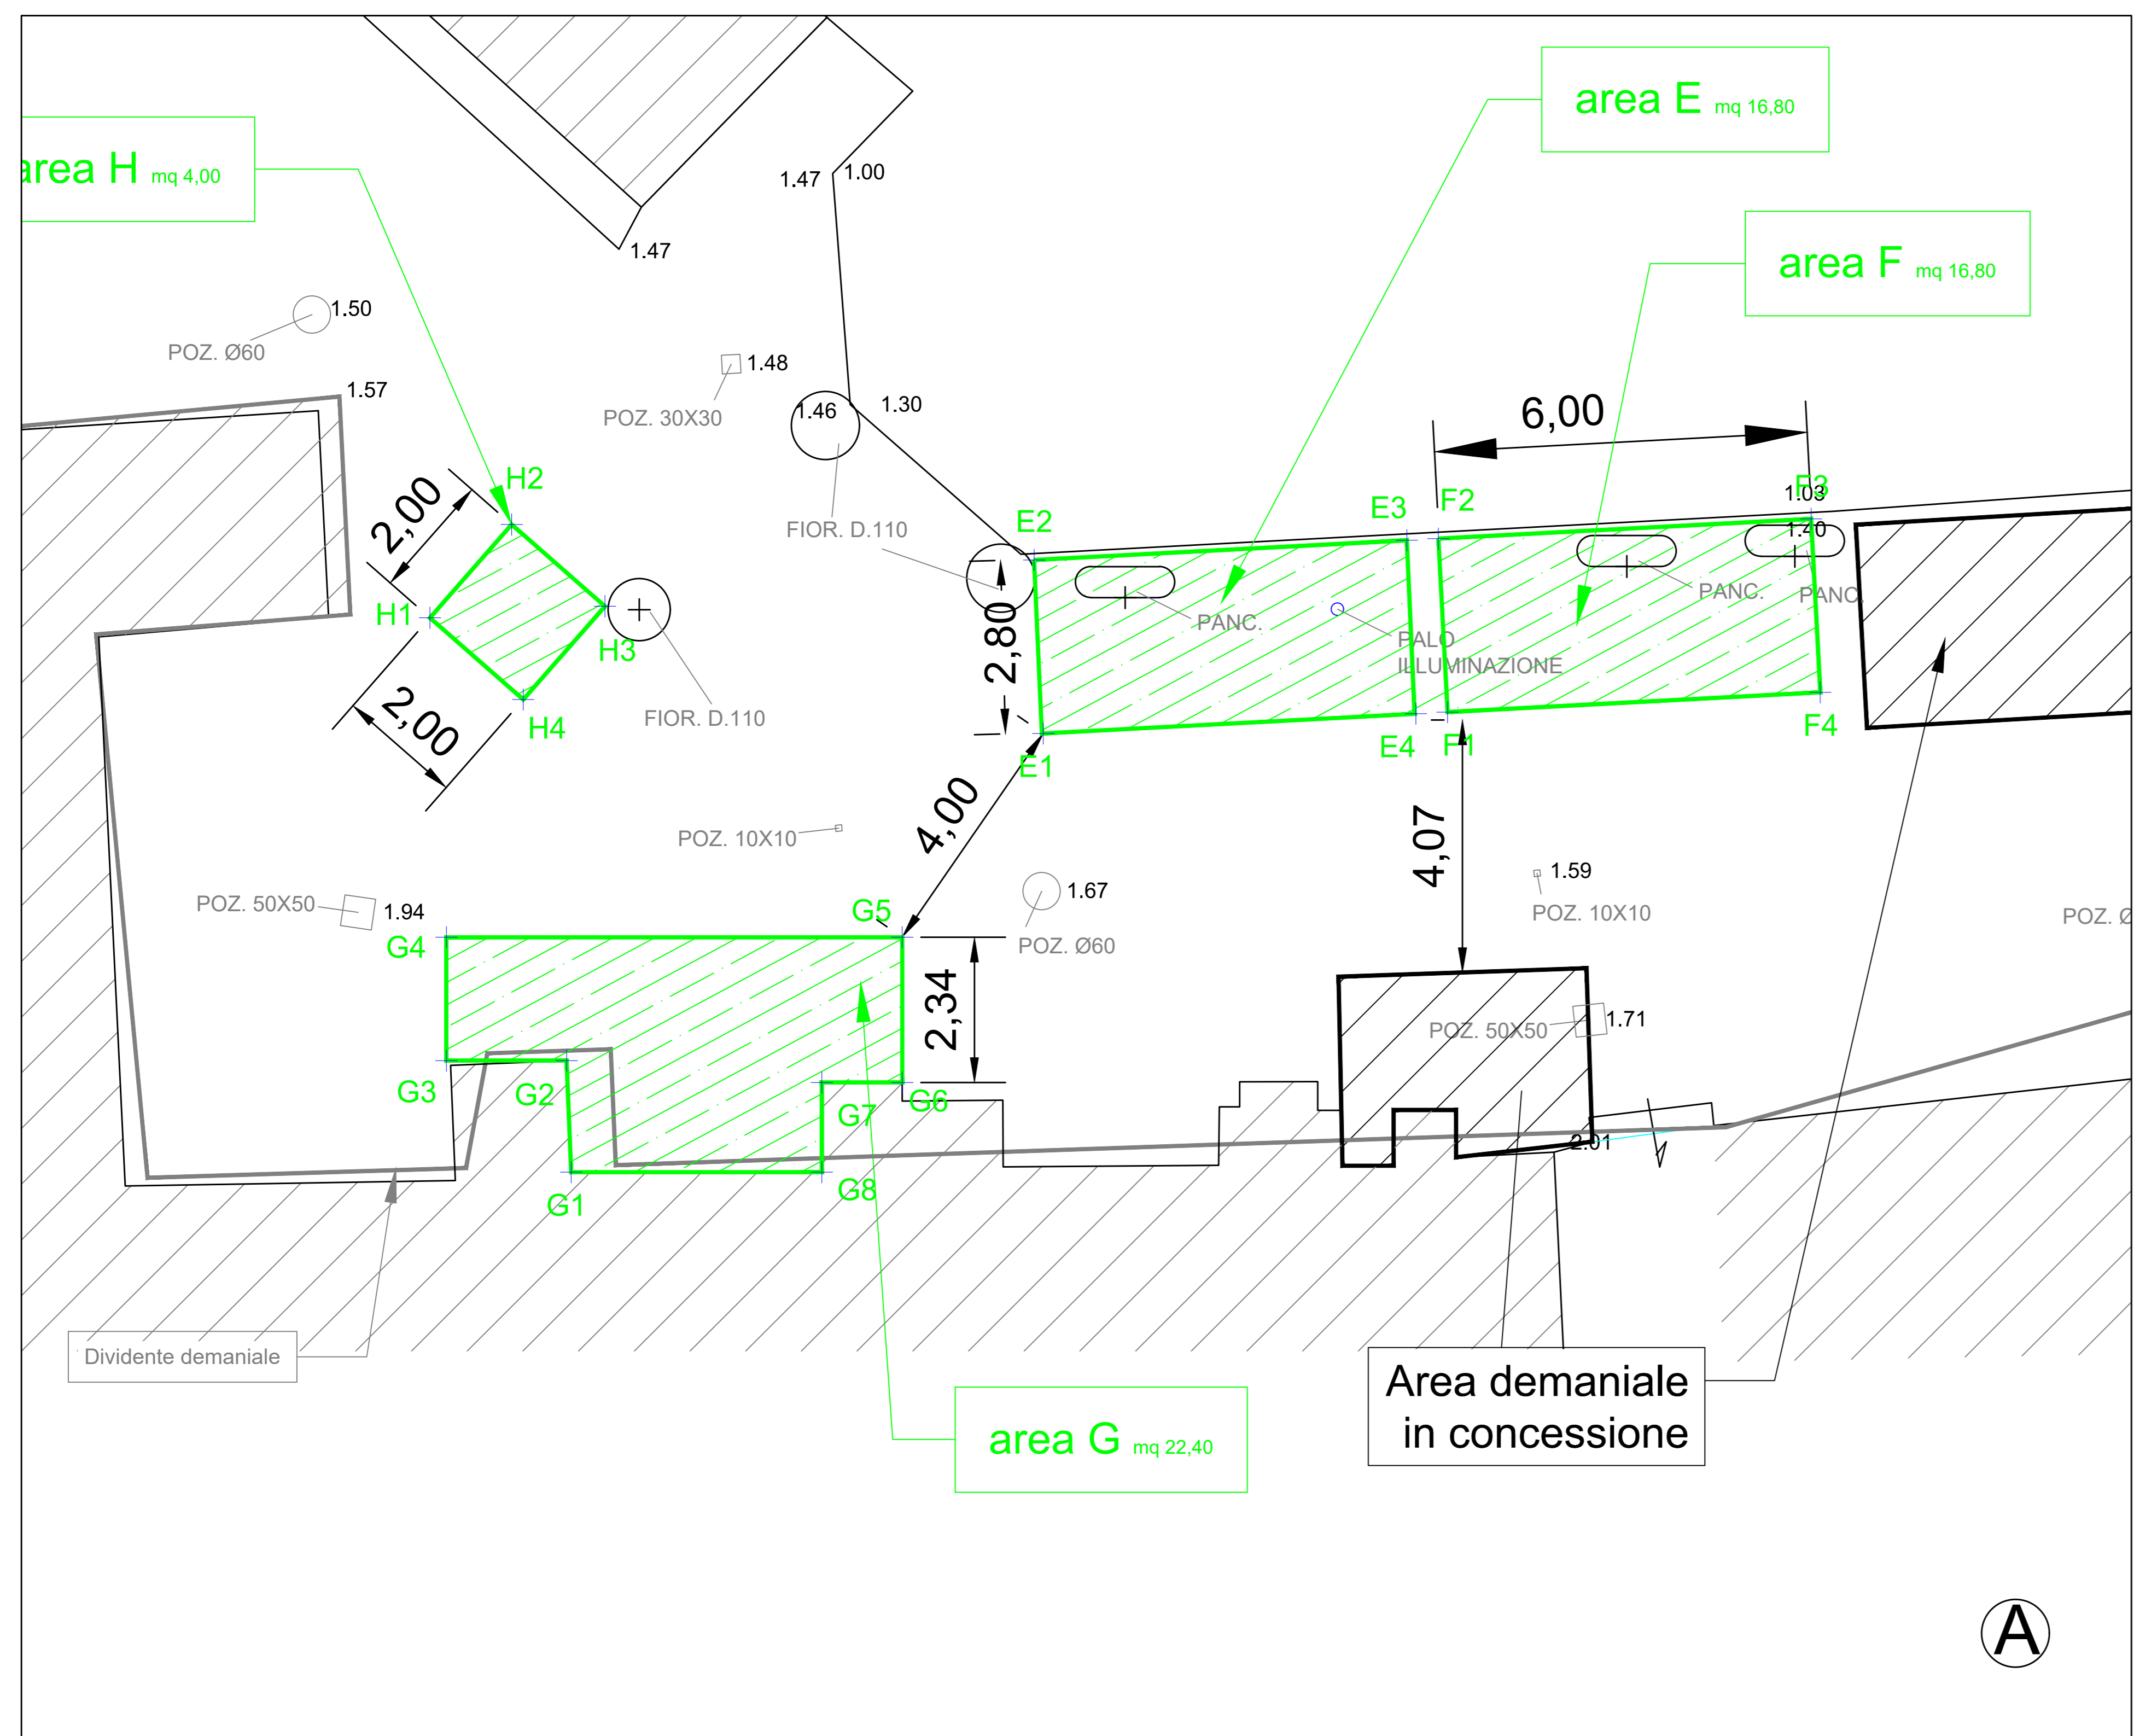 area E mq 16,80
area H mq 4,00
1.47
1.00
1.47
area F mq 16,80
1.50
POZ. Ø60
1.48
POZ. 30X30
1.57
1.46
1.30
6,00
H2
2,00
FIOR. D.110
E2
E3
F2
F3
1.03
1.40
PANC.
PANC.
PANC.
H1
H3
2,80
PALO
ILLUMINAZIONE
2,00
FIOR. D.110
H4
E1
E4
F1
F4
4,00
4,07
POZ. 10X10
1.67
POZ. Ø60
1.59
POZ. 10X10
POZ. 50X50
1.94
G5
G4
POZ. Ø
2,34
POZ. 50X50
1.71
G3
G2
G7
G6
2.01
G1
G8
Dividente demaniale
Area demaniale
in concessione
area G mq 22,40
A